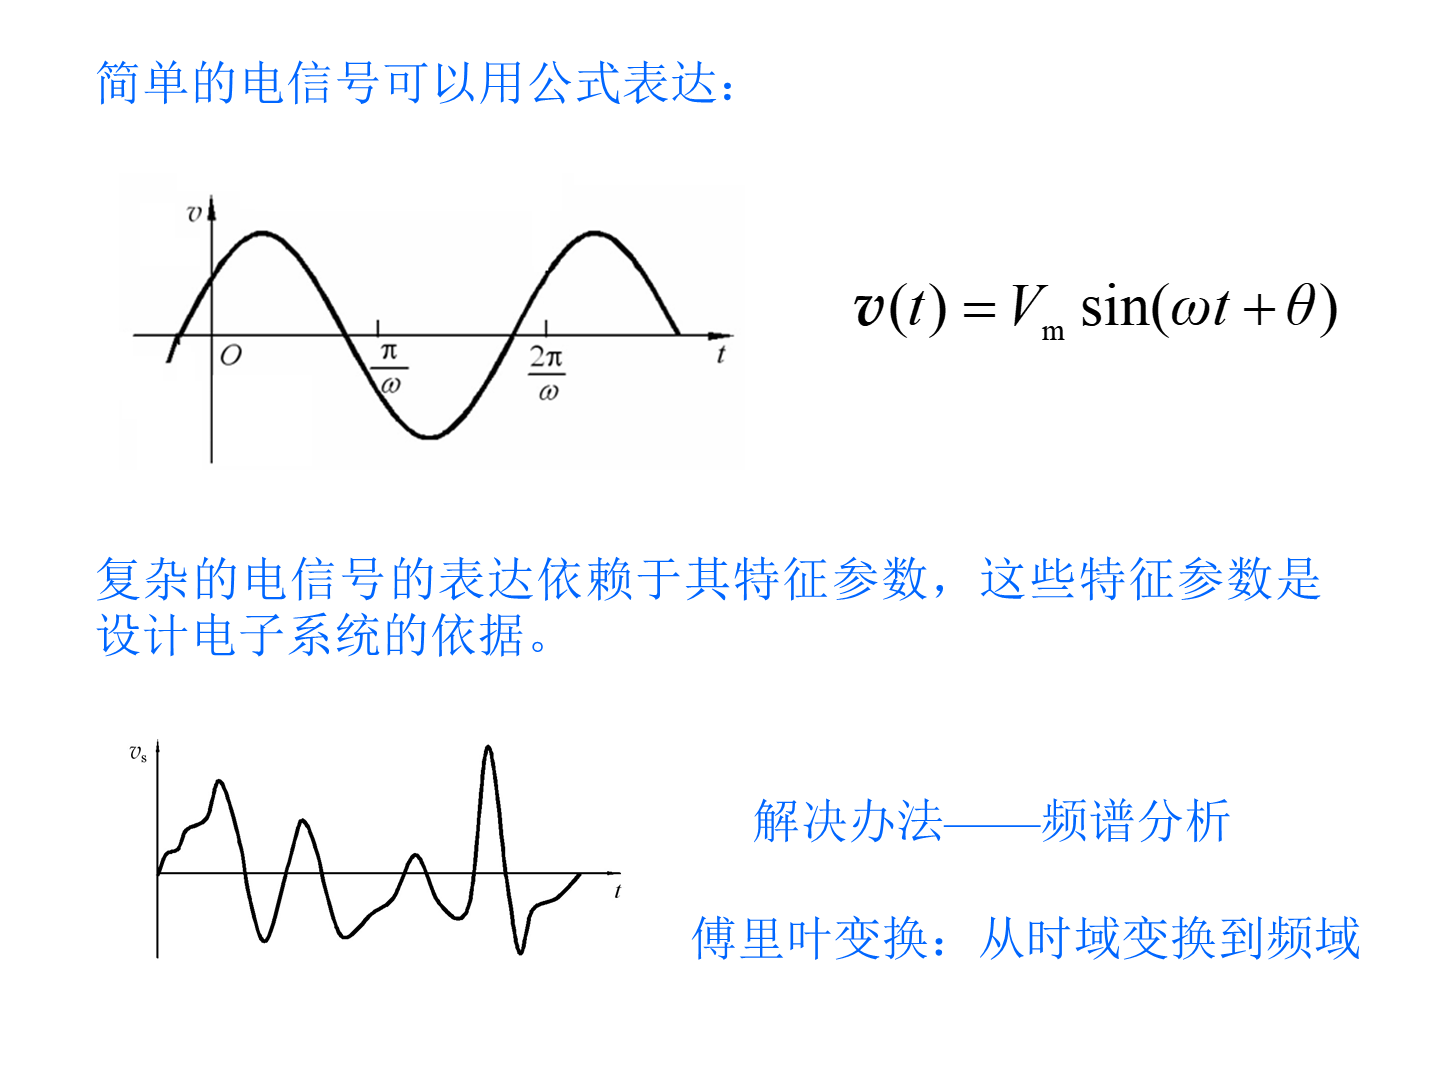 简单的电信号可以用公式表达：
v
O
π/ω
2π/ω
t
v(t) = Vm sin(ωt + θ)
复杂的电信号的表达依赖于其特征参数，这些特征参数是
设计电子系统的依据。
vs
t
解决办法——频谱分析
傅里叶变换：从时域变换到频域